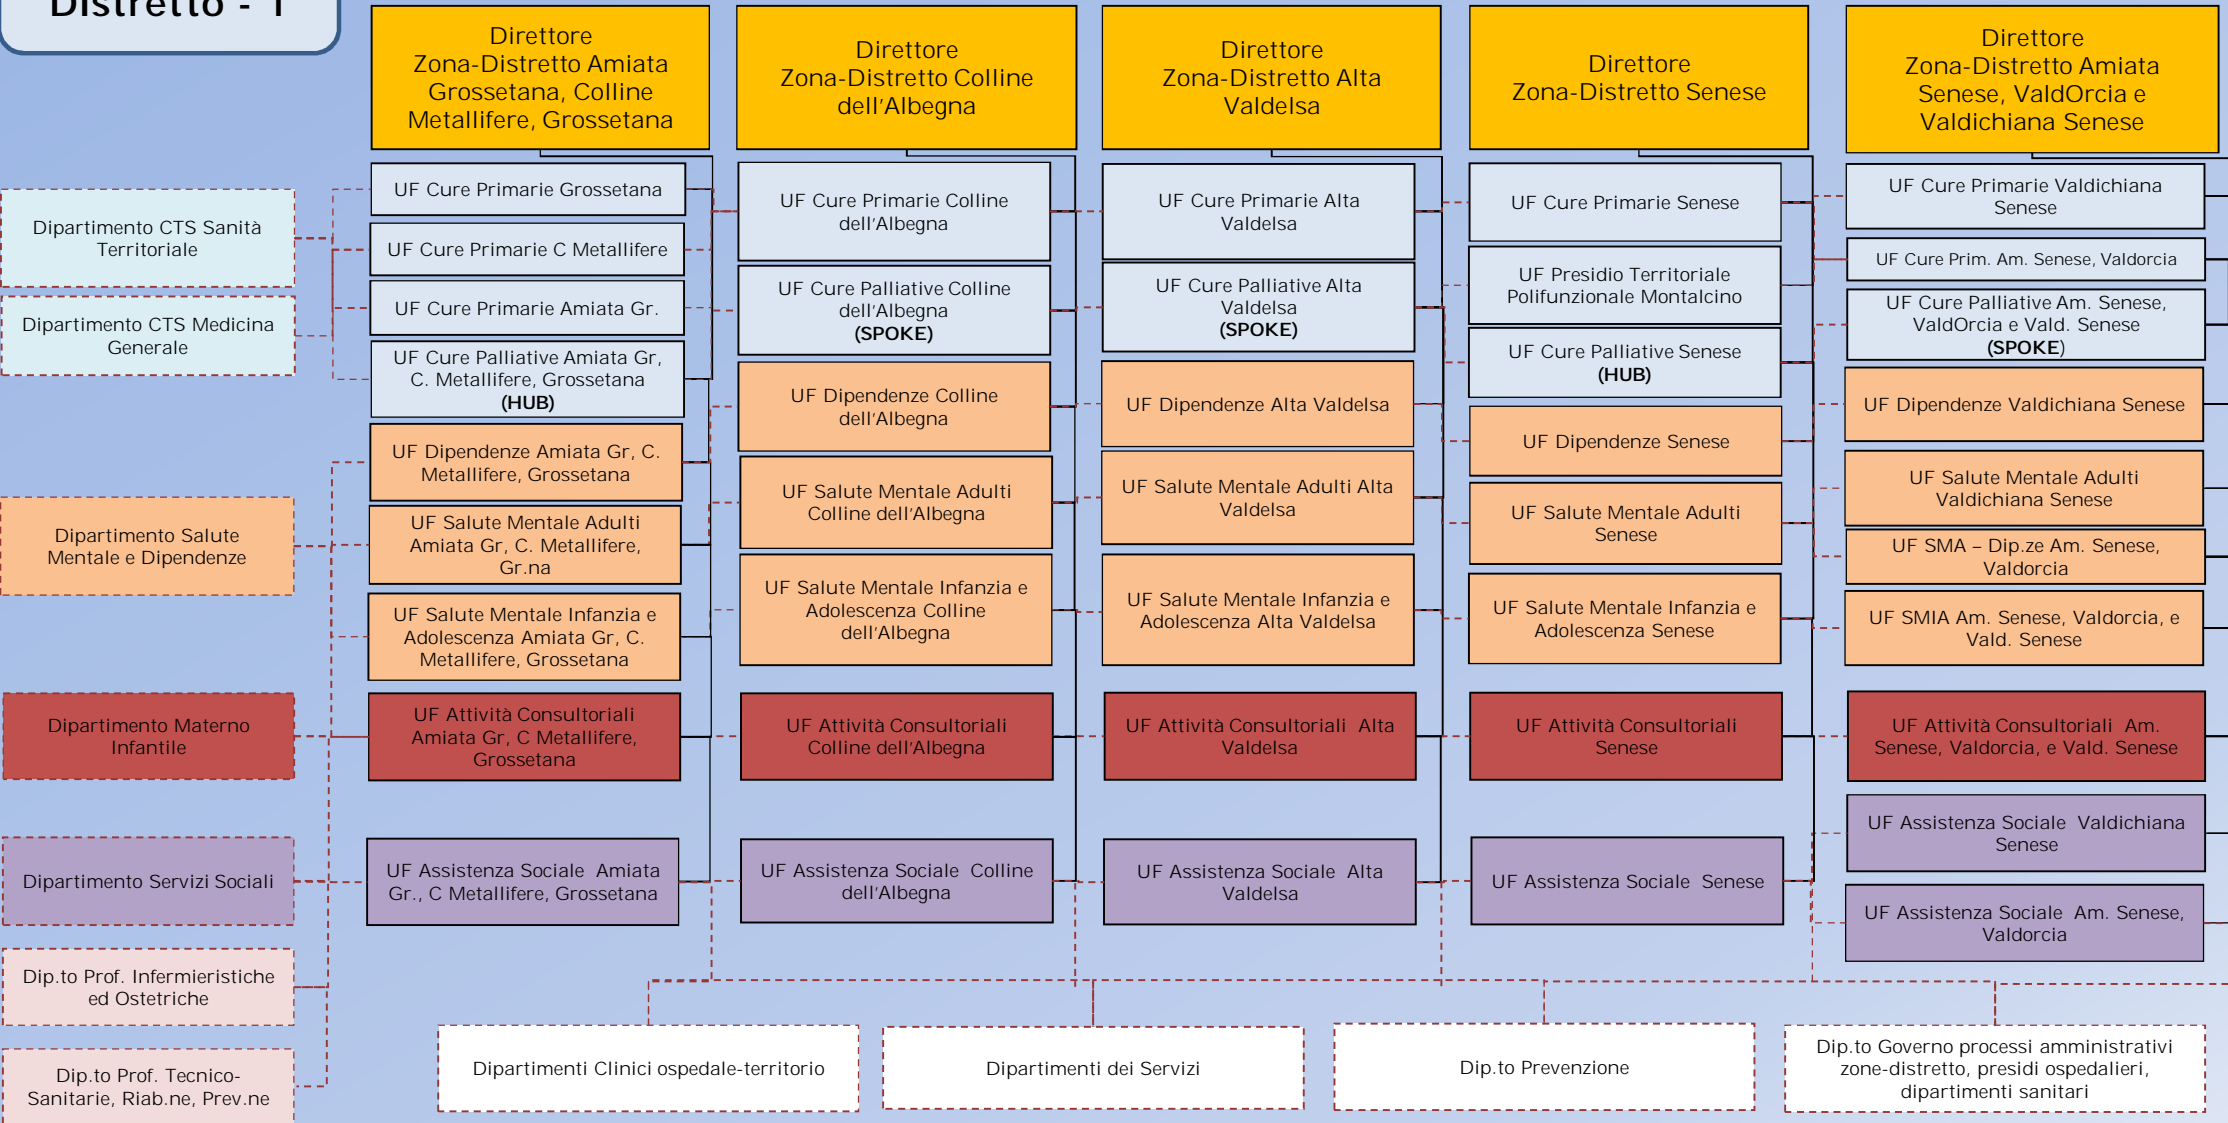 Distretto - 1
Direttore
Zona-Distretto Amiata
Grossetana, Colline
Metallifere, Grossetana
Direttore
Zona-Distretto Colline
dell'Albegna
Direttore
Zona-Distretto Alta
Valdelsa
Direttore
Zona-Distretto Senese
Direttore
Zona-Distretto Amiata
Senese, ValdOrcia e
Valdichiana Senese
Dipartimento CTS Sanità
Territoriale
Dipartimento CTS Medicina
Generale
Dipartimento Salute
Mentale e Dipendenze
Dipartimento Materno
Infantile
Dipartimento Servizi Sociali
Dip.to Prof. Infermieristiche
ed Ostetriche
Dip.to Prof. Tecnico-
Sanitarie, Riab.ne, Prev.ne
UF Cure Primarie Grossetana
UF Cure Primarie C Metallifere
UF Cure Primarie Amiata Gr.
UF Cure Palliative Amiata Gr,
C. Metallifere, Grossetana
(HUB)
UF Dipendenze Amiata Gr, C.
Metallifere, Grossetana
UF Salute Mentale Adulti
Amiata Gr, C. Metallifere,
Gr.na
UF Salute Mentale Infanzia e
Adolescenza Amiata Gr, C.
Metallifere, Grossetana
UF Attività Consultoriali
Amiata Gr, C Metallifere,
Grossetana
UF Assistenza Sociale Amiata
Gr., C Metallifere, Grossetana
UF Cure Primarie Colline
dell'Albegna
UF Cure Palliative Colline
dell'Albegna
(SPOKE)
UF Dipendenze Colline
dell'Albegna
UF Salute Mentale Adulti
Colline dell'Albegna
UF Salute Mentale Infanzia e
Adolescenza Colline
dell'Albegna
UF Attività Consultoriali
Colline dell'Albegna
UF Assistenza Sociale Colline
dell'Albegna
UF Cure Primarie Alta
Valdelsa
UF Cure Palliative Alta
Valdelsa
(SPOKE)
UF Dipendenze Alta Valdelsa
UF Salute Mentale Adulti Alta
Valdelsa
UF Salute Mentale Infanzia e
Adolescenza Alta Valdelsa
UF Attività Consultoriali Alta
Valdelsa
UF Assistenza Sociale Alta
Valdelsa
UF Cure Primarie Senese
UF Presidio Territoriale
Polifunzionale Montalcino
UF Cure Palliative Senese
(HUB)
UF Dipendenze Senese
UF Salute Mentale Adulti
Senese
UF Salute Mentale Infanzia e
Adolescenza Senese
UF Attività Consultoriali
Senese
UF Assistenza Sociale Senese
UF Cure Primarie Valdichiana
Senese
UF Cure Prim. Am. Senese, Valdorcia
UF Cure Palliative Am. Senese,
ValdOrcia e Vald. Senese
(SPOKE)
UF Dipendenze Valdichiana Senese
UF Salute Mentale Adulti
Valdichiana Senese
UF SMA – Dip.ze Am. Senese,
Valdorcia
UF SMIA Am. Senese, Valdorcia, e
Vald. Senese
UF Attività Consultoriali Am.
Senese, Valdorcia, e Vald. Senese
UF Assistenza Sociale Valdichiana
Senese
UF Assistenza Sociale Am. Senese,
Valdorcia
Dipartimenti Clinici ospedale-territorio
Dipartimenti dei Servizi
Dip.to Prevenzione
Dip.to Governo processi amministrativi
zone-distretto, presidi ospedalieri,
dipartimenti sanitari